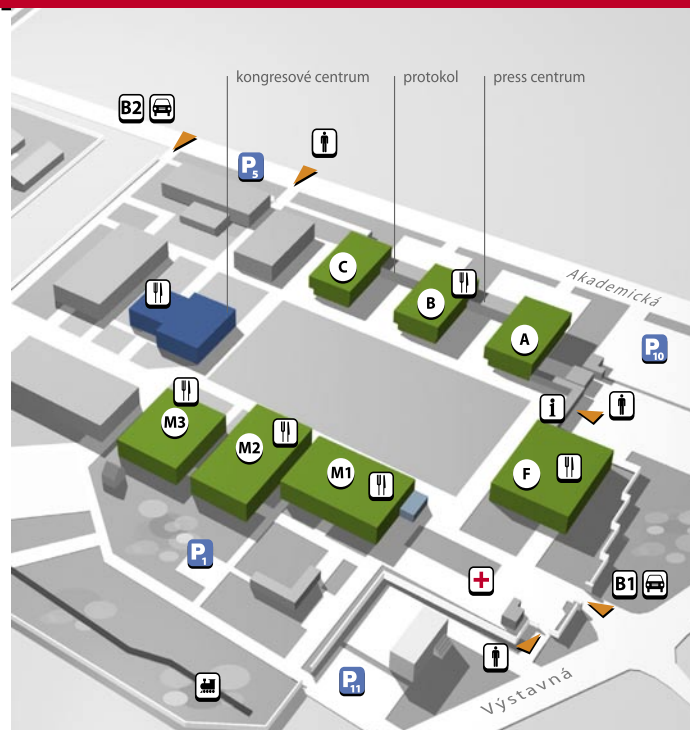 kongresové centrum
protokol
press centrum
B2
P5
C
B
A
Akademická
P10
i
M3
M2
M1
F
P1
B1
P11
Výstavná